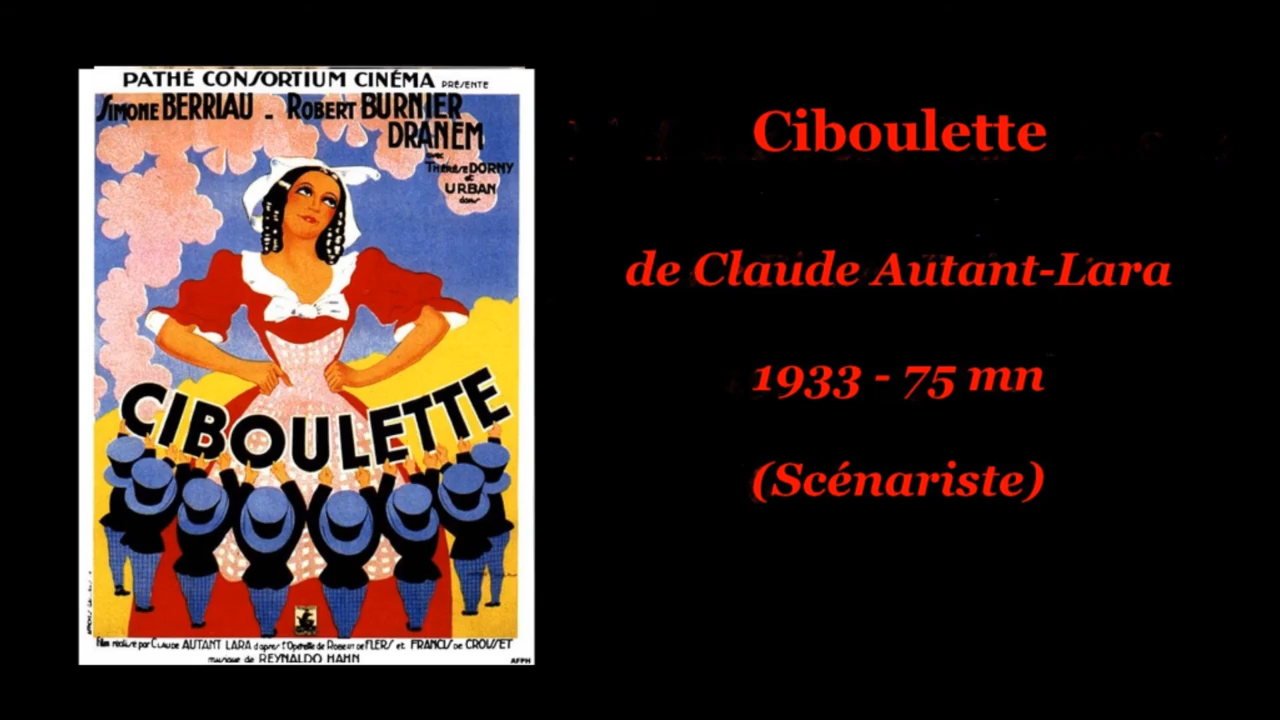 PATHÉ CONSORTIUM CINÉMA PRÉSENTE
SIMONE BERRIAU - ROBERT BURNIER
DRANEM
avec
Thérèse DORNY
et
URBAN
dans
CIBOULETTE
Film réalisé par CLAUDE AUTANT LARA d'après l'Opérette de ROBERT de FLERS et FRANCIS de CROISSET
musique de REYNALDO HAHN
AFPH
Ciboulette
de Claude Autant-Lara
1933 - 75 mn
(Scénariste)